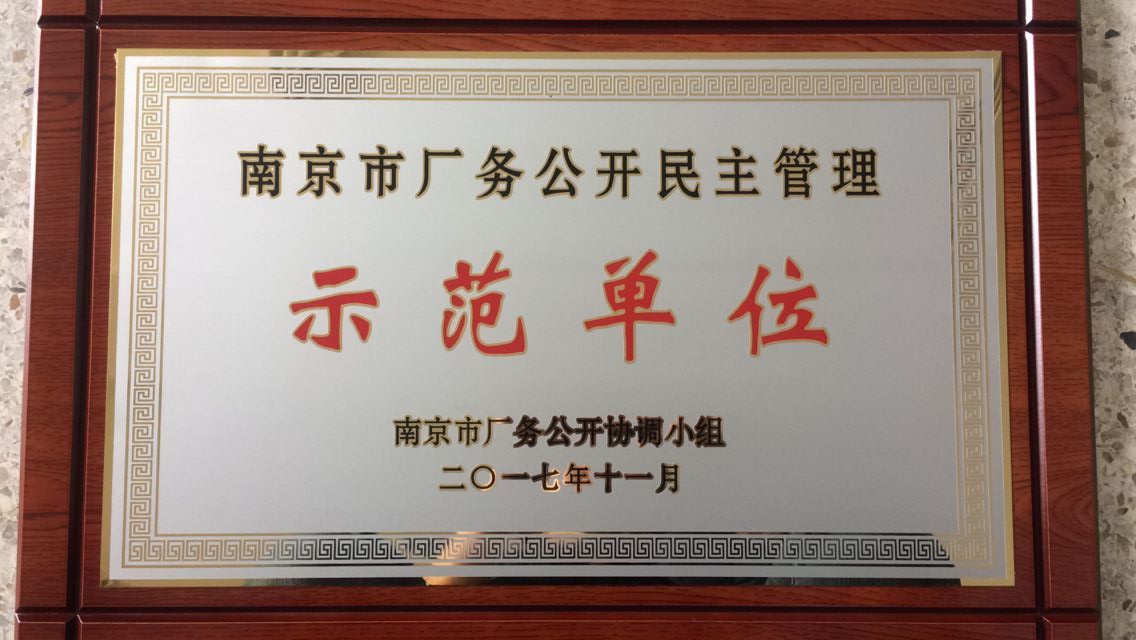 南京市厂务公开民主管理
示范单位
南京市厂务公开协调小组
二〇一七年十一月